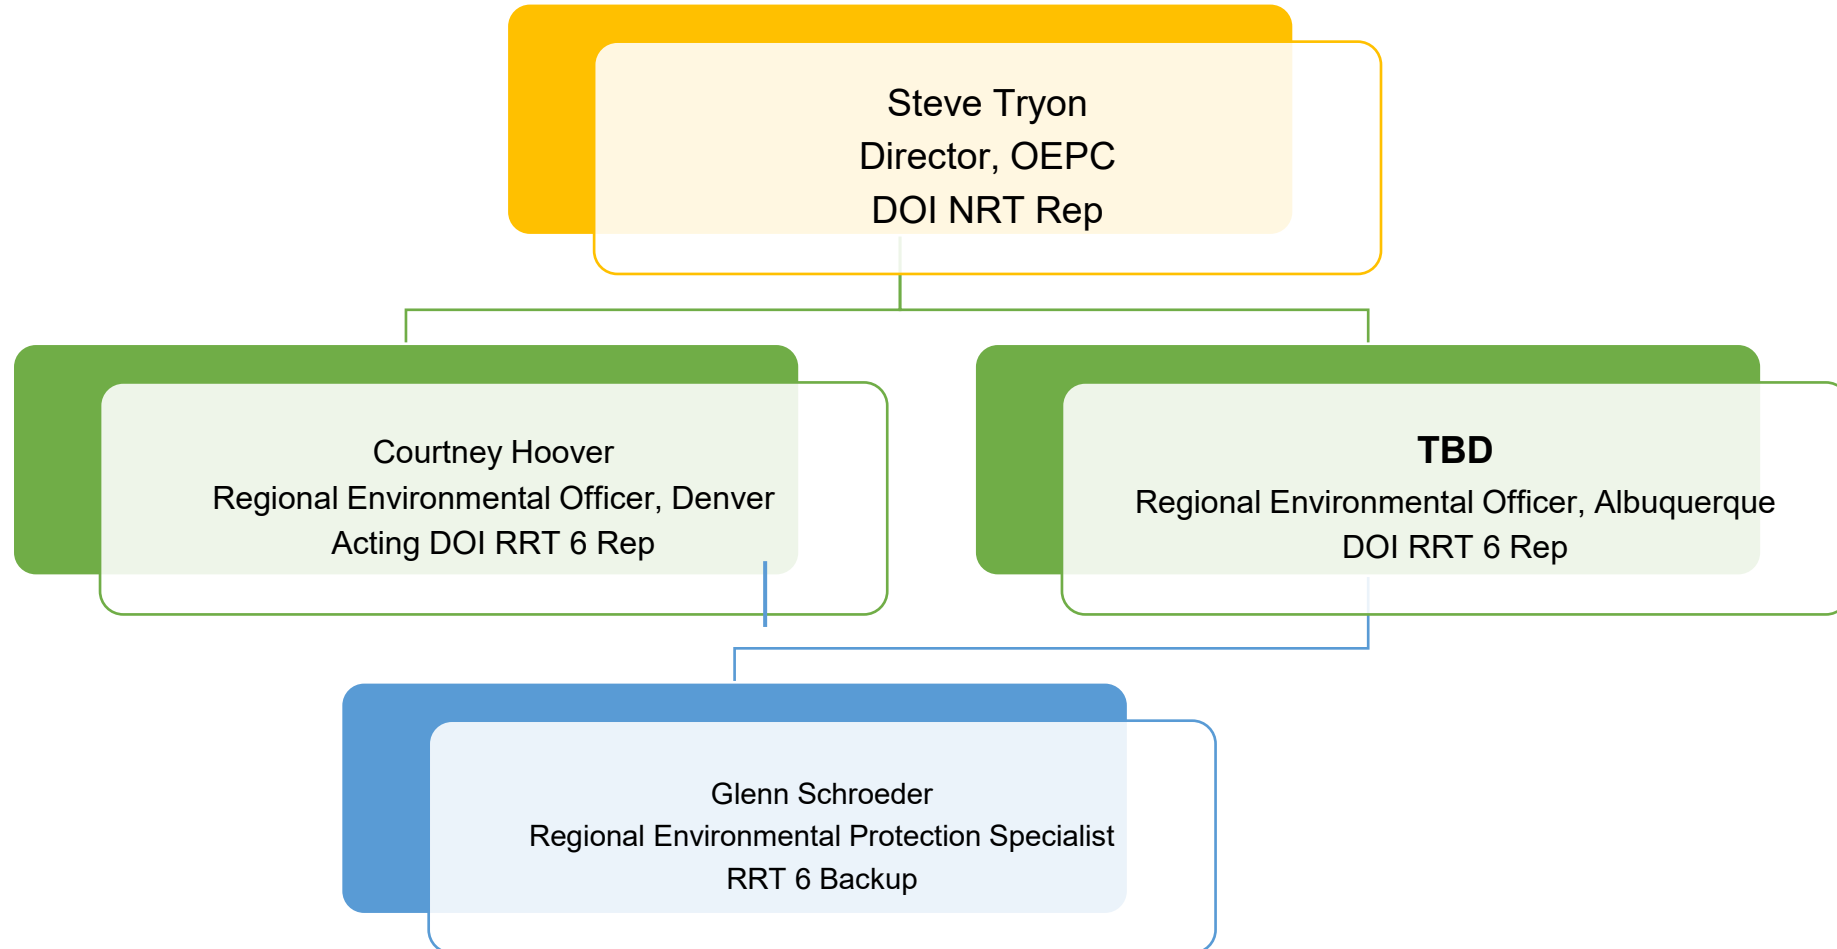 Steve Tryon
Director, OEPC
DOI NRT Rep
Courtney Hoover
Regional Environmental Officer, Denver
Acting DOI RRT 6 Rep
TBD
Regional Environmental Officer, Albuquerque
DOI RRT 6 Rep
Glenn Schroeder
Regional Environmental Protection Specialist
RRT 6 Backup